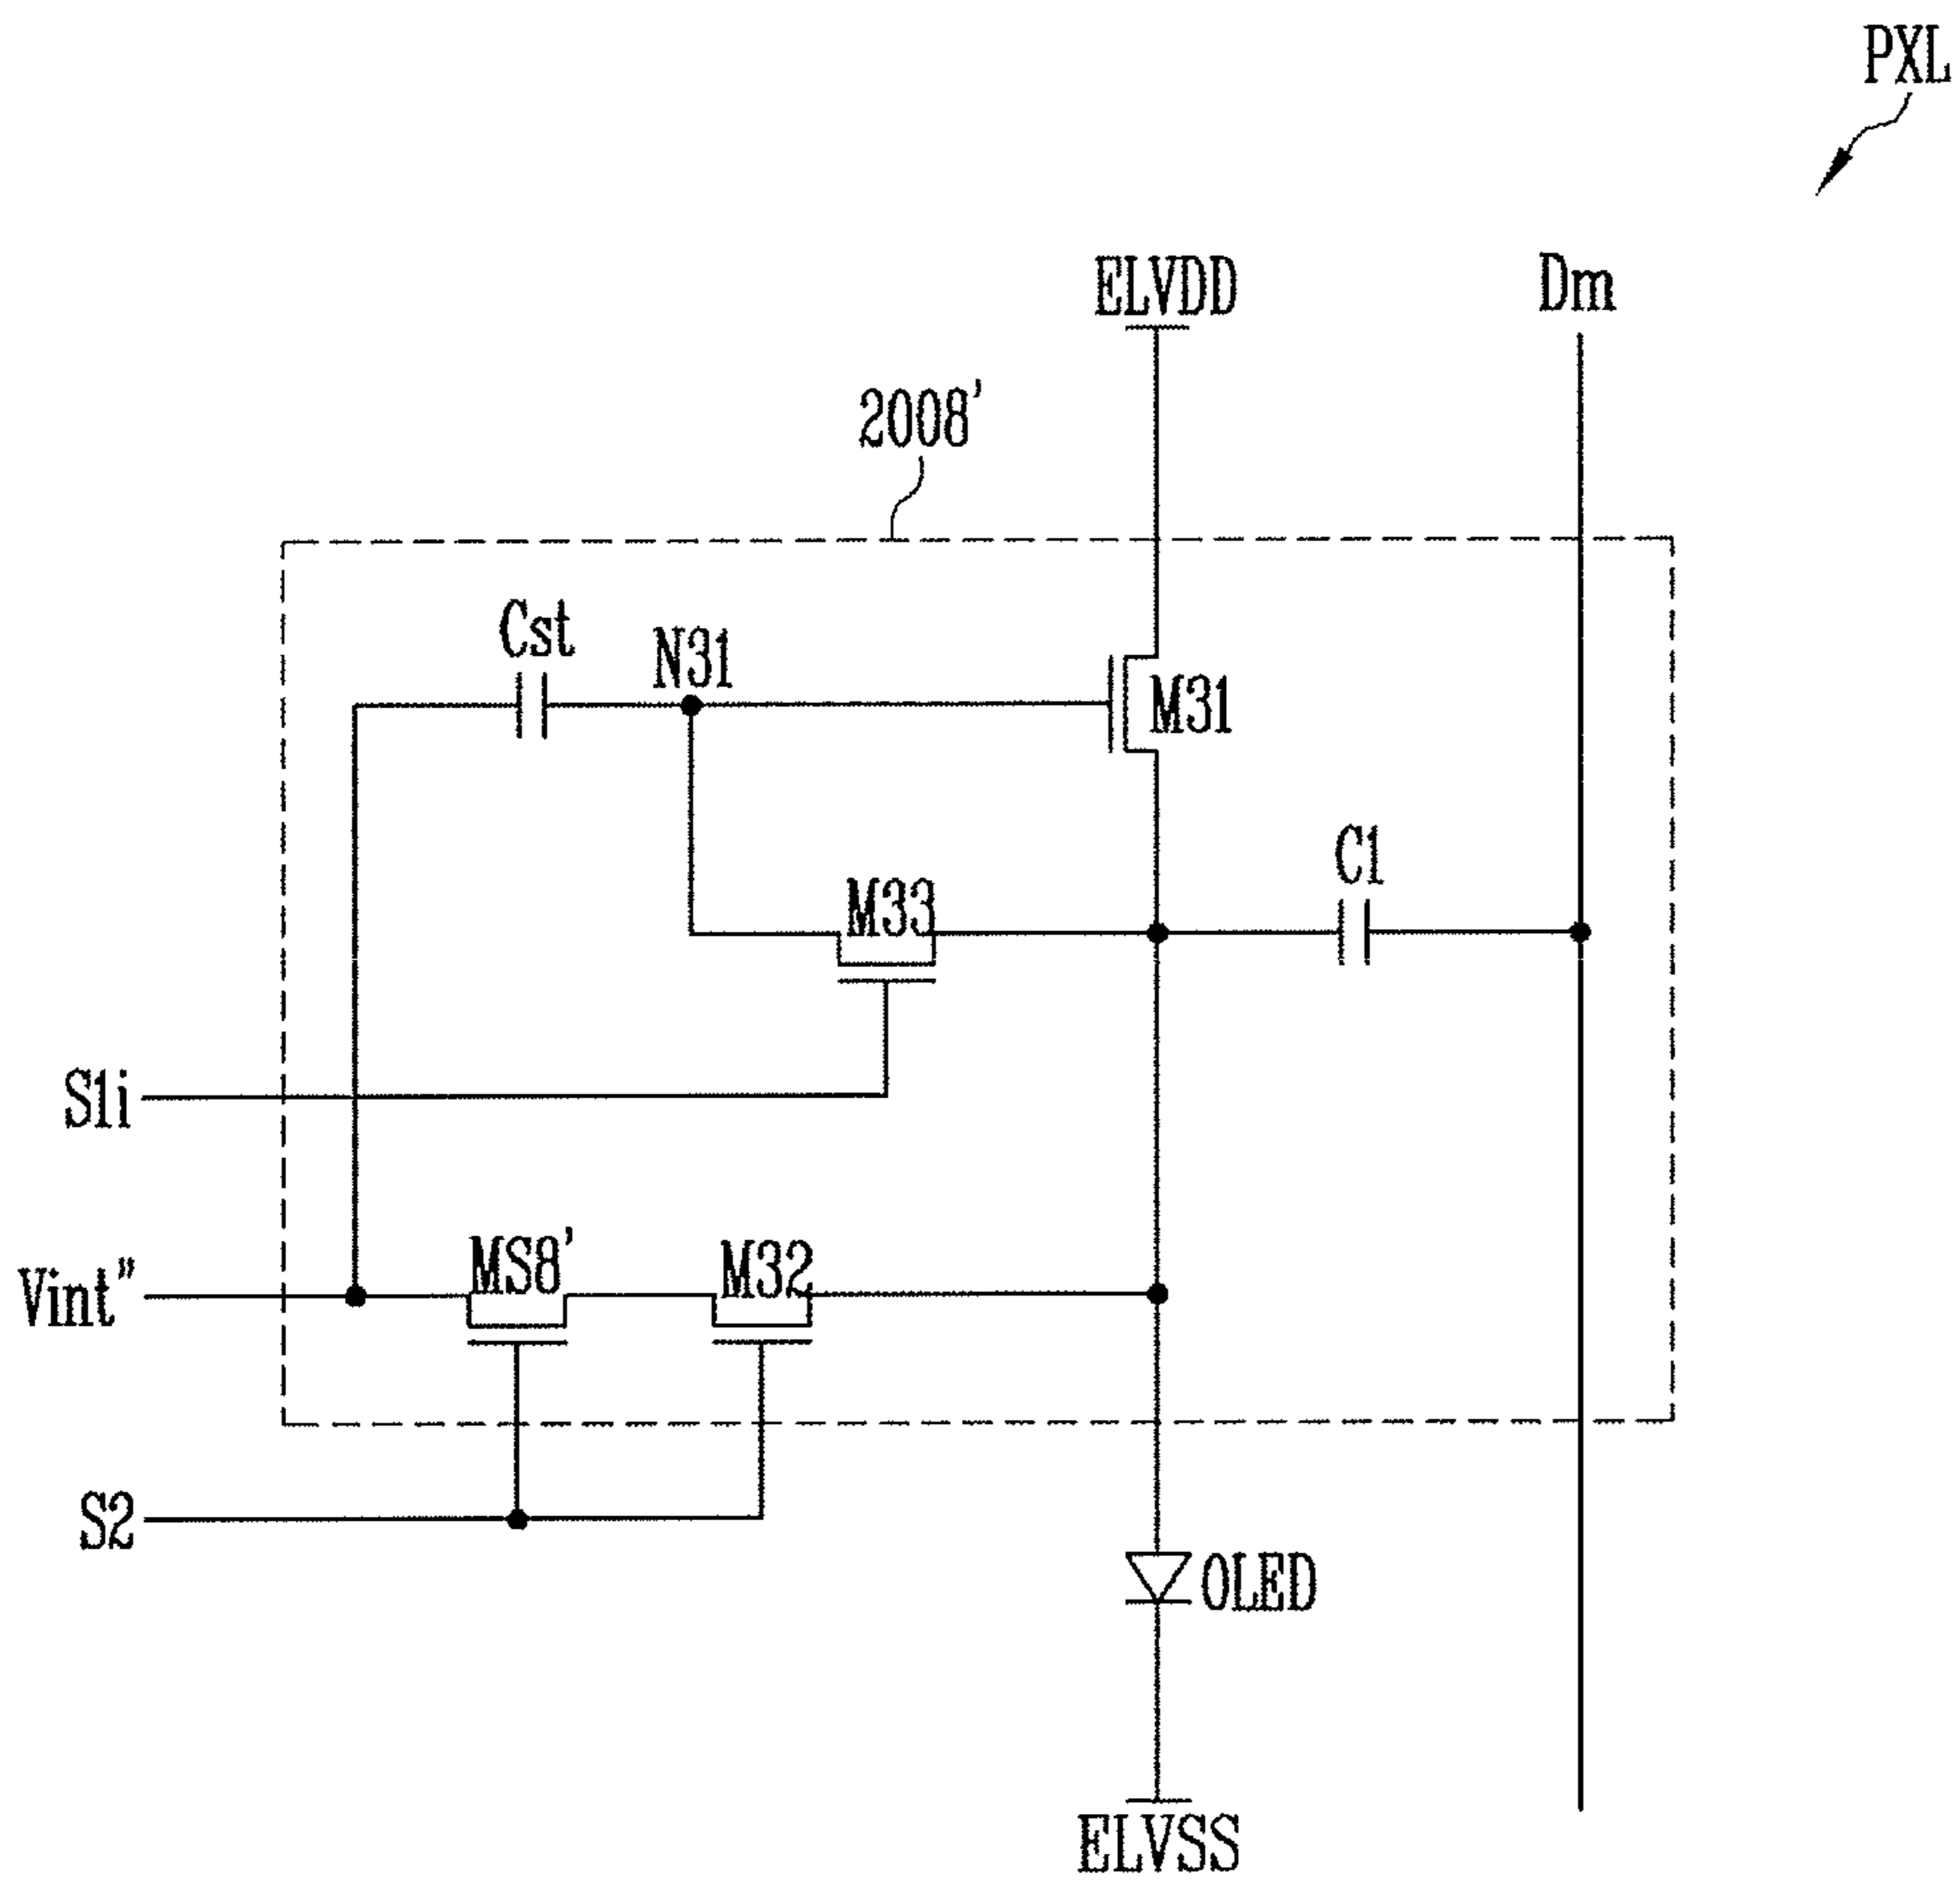 PXL
ELVDD
Dm
2008'
Cst
N31
M31
C1
M33
S1i
MS8'
M32
Vint"
S2
OLED
ELVSS